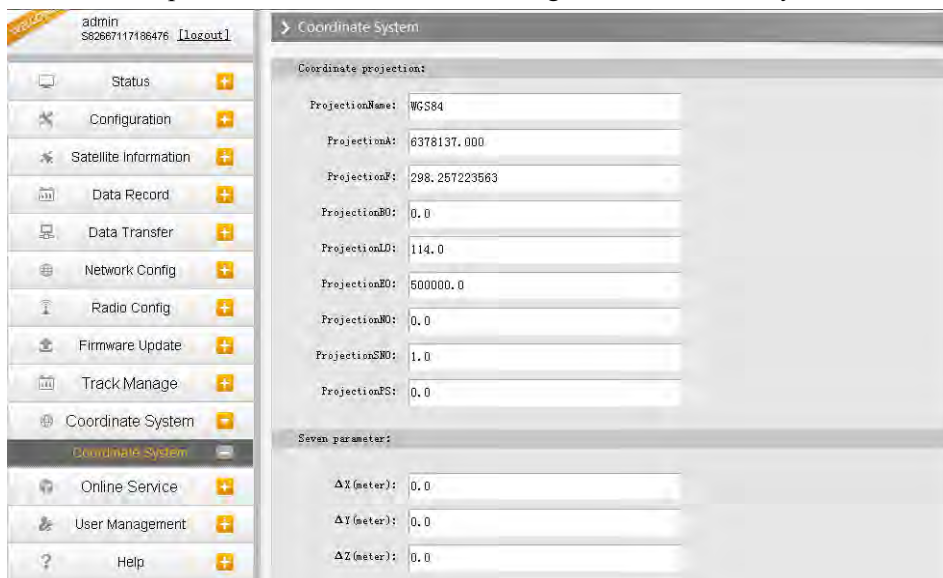 admin
S82667117186476 [logout]
Status
Configuration
Satellite Information
Data Record
Data Transfer
Network Config
Radio Config
Firmware Update
Track Manage
Coordinate System
Coordinate System
Online Service
User Management
Help
Coordinate System
Coordinate projection:
ProjectionName: WGS84
ProjectionA: 6378137.000
ProjectionF: 298.257223563
ProjectionB0: 0.0
ProjectionL0: 114.0
ProjectionE0: 500000.0
ProjectionN0: 0.0
ProjectionSN0: 1.0
ProjectionPS: 0.0
Seven parameter:
ΔX(meter): 0.0
ΔY(meter): 0.0
ΔZ(meter): 0.0